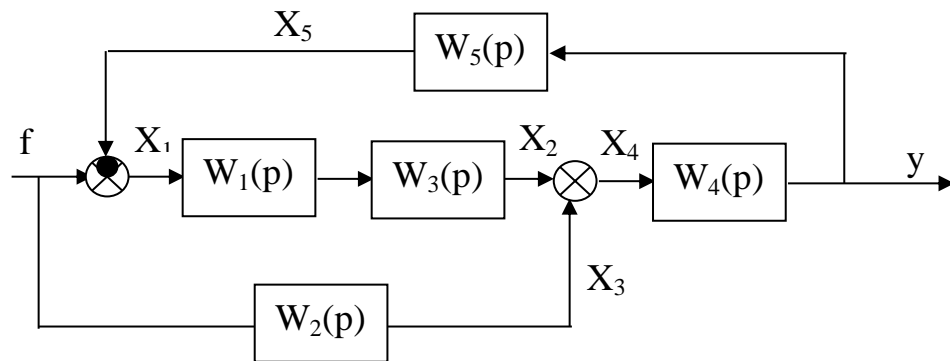 X₅
W₅(p)
f
X₁
W₁(p)
W₃(p)
X₂
X₄
W₄(p)
y
X₃
W₂(p)